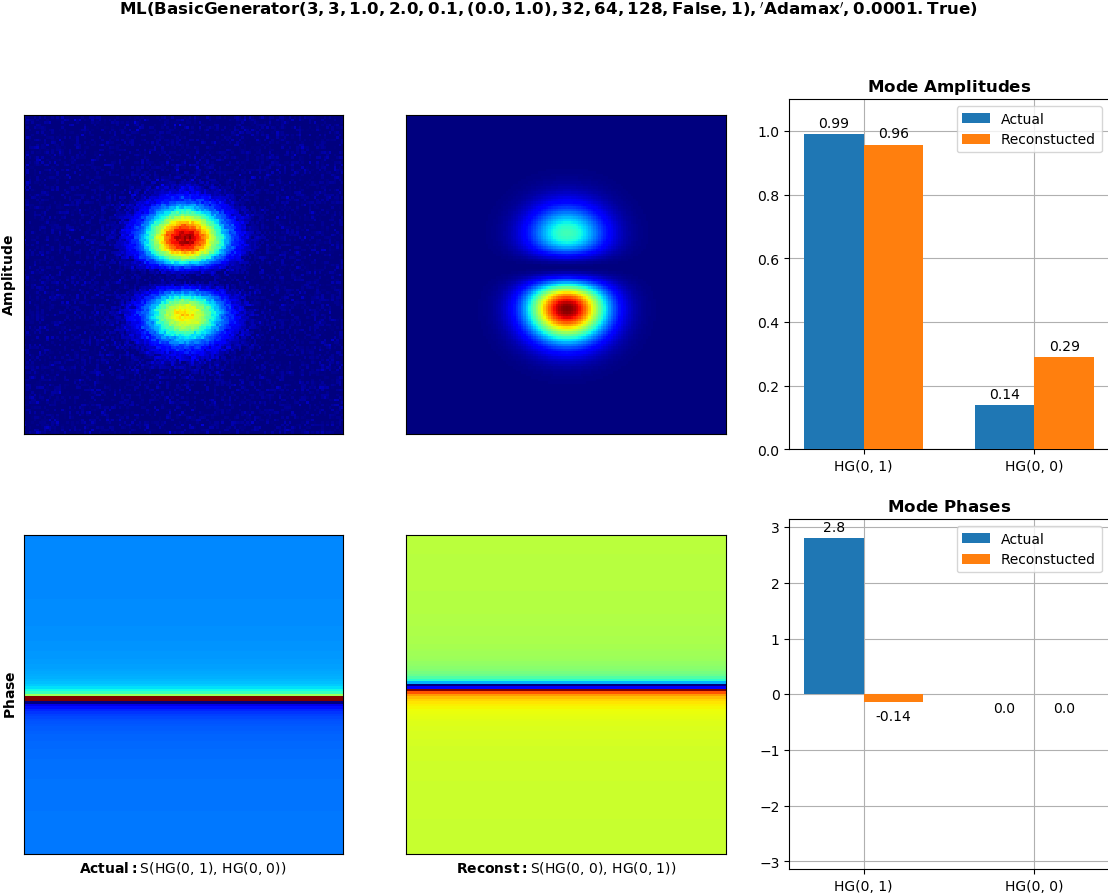 ML(BasicGenerator(3, 3, 1.0, 2.0, 0.1, (0.0, 1.0), 32, 64, 128, False, 1), ′Adamax′, 0.0001. True)
Amplitude
Mode Amplitudes
Actual
Reconstucted
0.99
0.96
0.14
0.29
1.0
0.8
0.6
0.4
0.2
0.0
HG(0, 1)
HG(0, 0)
Phase
Actual: S(HG(0, 1), HG(0, 0))
Reconst: S(HG(0, 0), HG(0, 1))
Mode Phases
Actual
Reconstucted
2.8
-0.14
0.0
0.0
3
2
1
0
−1
−2
−3
HG(0, 1)
HG(0, 0)